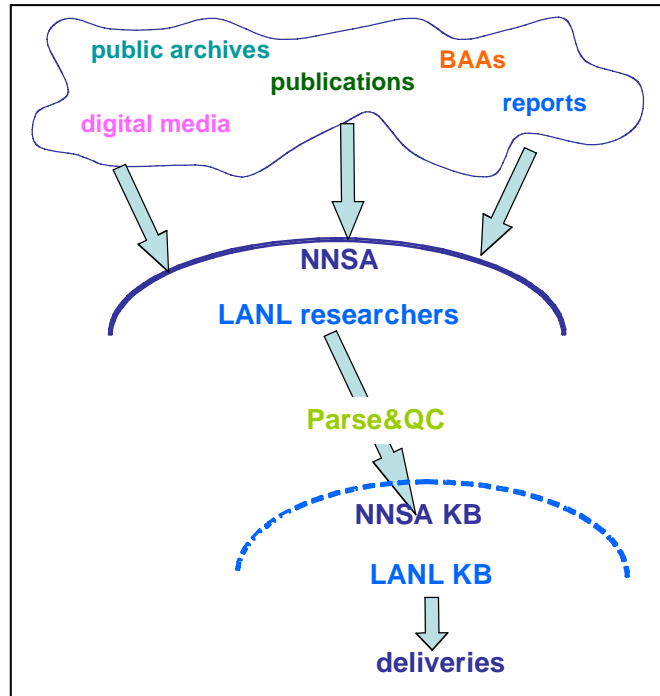 public archives
BAAs
publications
reports
digital media
NNSA
LANL researchers
Parse&QC
NNSA KB
LANL KB
deliveries